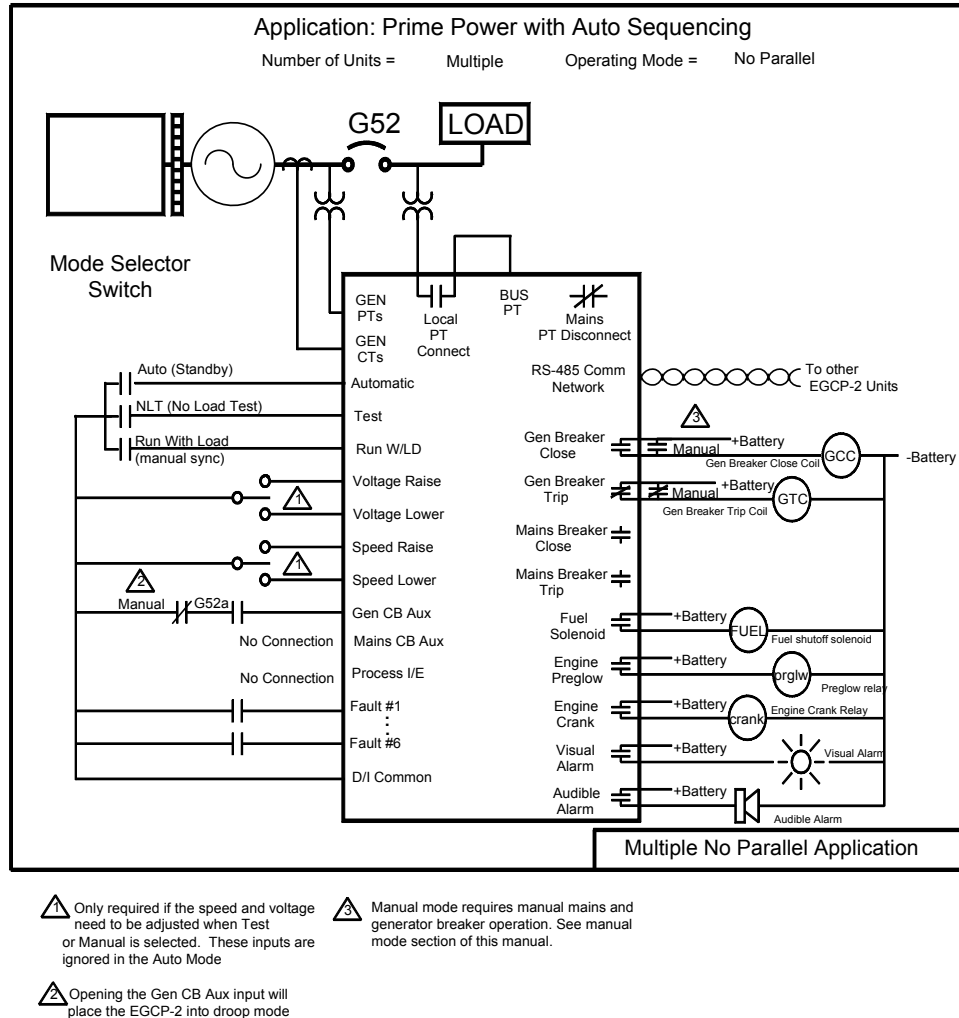 Application: Prime Power with Auto Sequencing
Number of Units = Multiple Operating Mode = No Parallel
G52
LOAD
Mode Selector
Switch
GEN
PTs
Local
PT
Connect
BUS
PT
Mains
PT Disconnect
GEN
CTs
RS-485 Comm
Network
To other
EGCP-2 Units
Auto (Standby)
Automatic
NLT (No Load Test)
Test
Run With Load
(manual sync)
Run W/LD
Voltage Raise
1
Voltage Lower
Speed Raise
1
Speed Lower
2
Manual
G52a
Gen CB Aux
No Connection
Mains CB Aux
No Connection
Process I/E
Fault #1
Fault #6
D/I Common
3
Gen Breaker
Close
Manual
+Battery
Gen Breaker Close Coil
GCC
-Battery
Gen Breaker
Trip
Manual
+Battery
Gen Breaker Trip Coil
GTC
Mains Breaker
Close
Mains Breaker
Trip
Fuel
Solenoid
+Battery
FUEL
Fuel shutoff solenoid
Engine
Preglow
+Battery
prglw
Preglow relay
Engine
Crank
+Battery
crank
Engine Crank Relay
Visual
Alarm
+Battery
Visual Alarm
Audible
Alarm
+Battery
Audible Alarm
Multiple No Parallel Application
1 Only required if the speed and voltage
need to be adjusted when Test
or Manual is selected. These inputs are
ignored in the Auto Mode
3 Manual mode requires manual mains and
generator breaker operation. See manual
mode section of this manual.
2 Opening the Gen CB Aux input will
place the EGCP-2 into droop mode